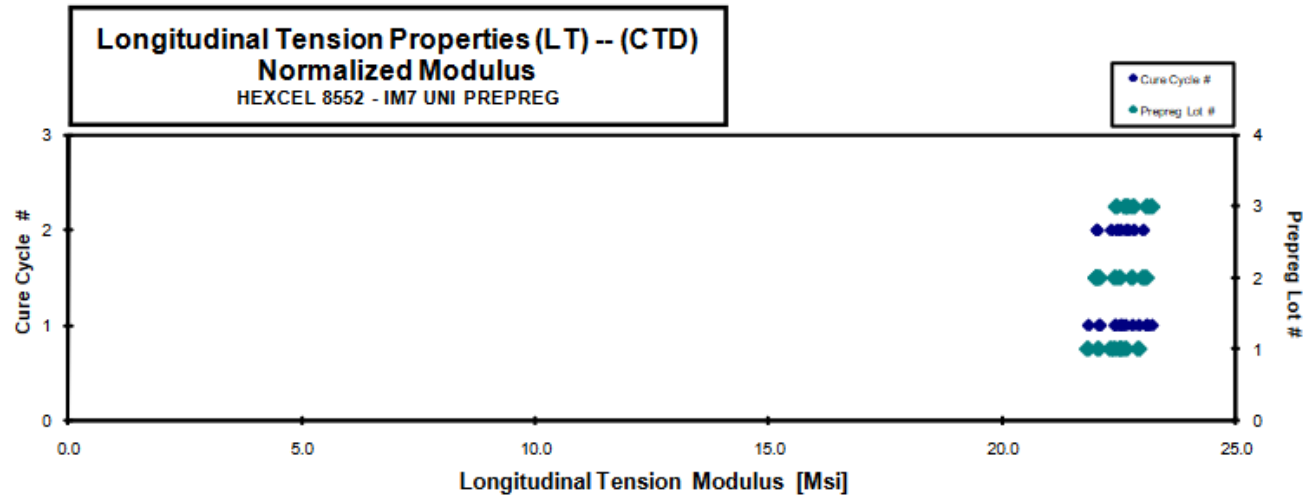 Longitudinal Tension Properties (LT) -- (CTD)
Normalized Modulus
HEXCEL 8552 - IM7 UNI PREPREG
Cure Cycle #
Prepreg Lot #
3
2
1
0
Cure Cycle #
4
3
2
1
0
Prepreg Lot #
0.0 5.0 10.0 15.0 20.0 25.0
Longitudinal Tension Modulus [Msi]